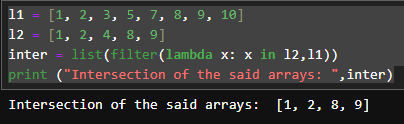 l1 = [1, 2, 3, 5, 7, 8, 9, 10]
l2 = [1, 2, 4, 8, 9]
inter = list(filter(lambda x: x in l2,l1))
print ("Intersection of the said arrays: ",inter)
Intersection of the said arrays:  [1, 2, 8, 9]